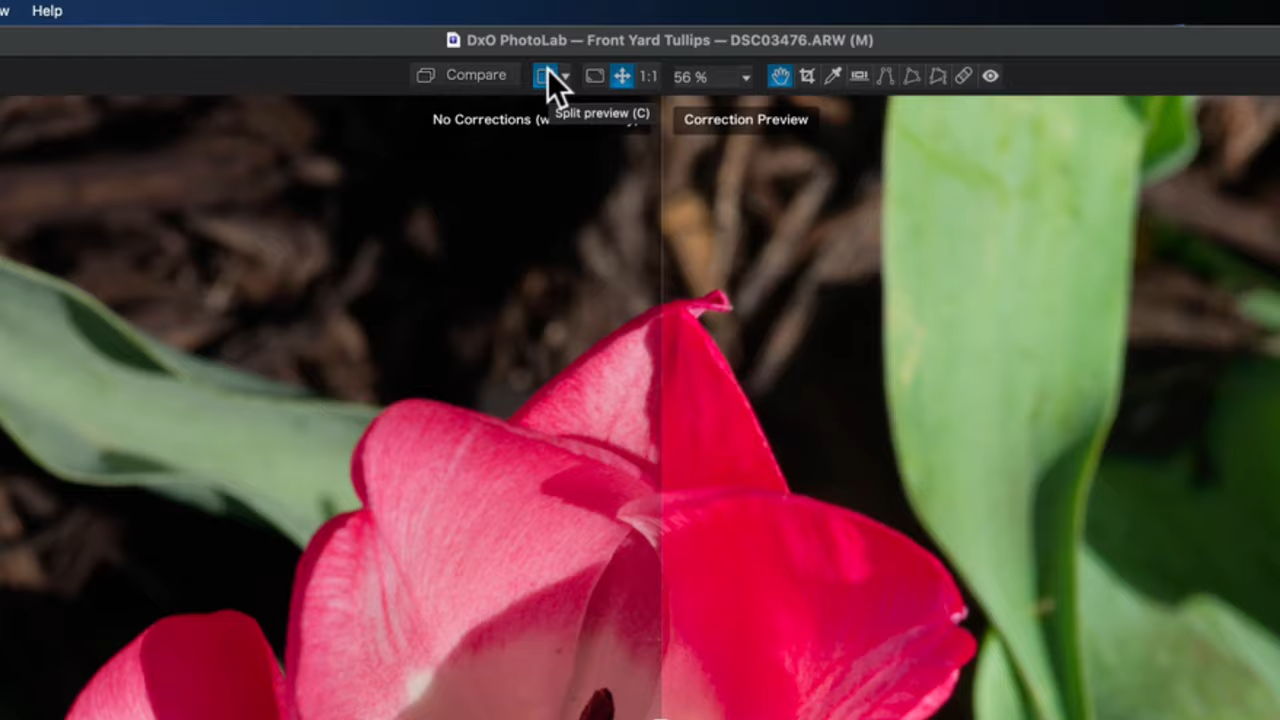 w Help
DxO PhotoLab — Front Yard Tullips — DSC03476.ARW (M)
Compare 1:1 56 %
Split preview (C)
No Corrections (w Correction Preview